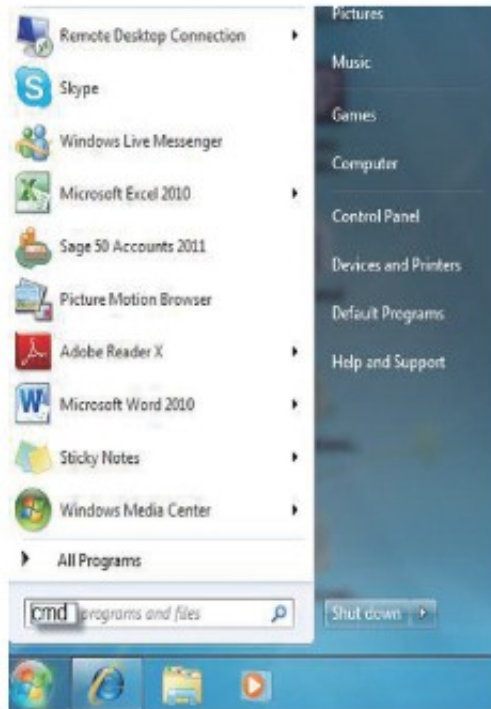 Remote Desktop Connection
Skype
Windows Live Messenger
Microsoft Excel 2010
Sage 50 Accounts 2011
Picture Motion Browser
Adobe Reader X
Microsoft Word 2010
Sticky Notes
Windows Media Center
All Programs
cmd programs and files
Pictures
Music
Games
Computer
Control Panel
Devices and Printers
Default Programs
Help and Support
Shut down